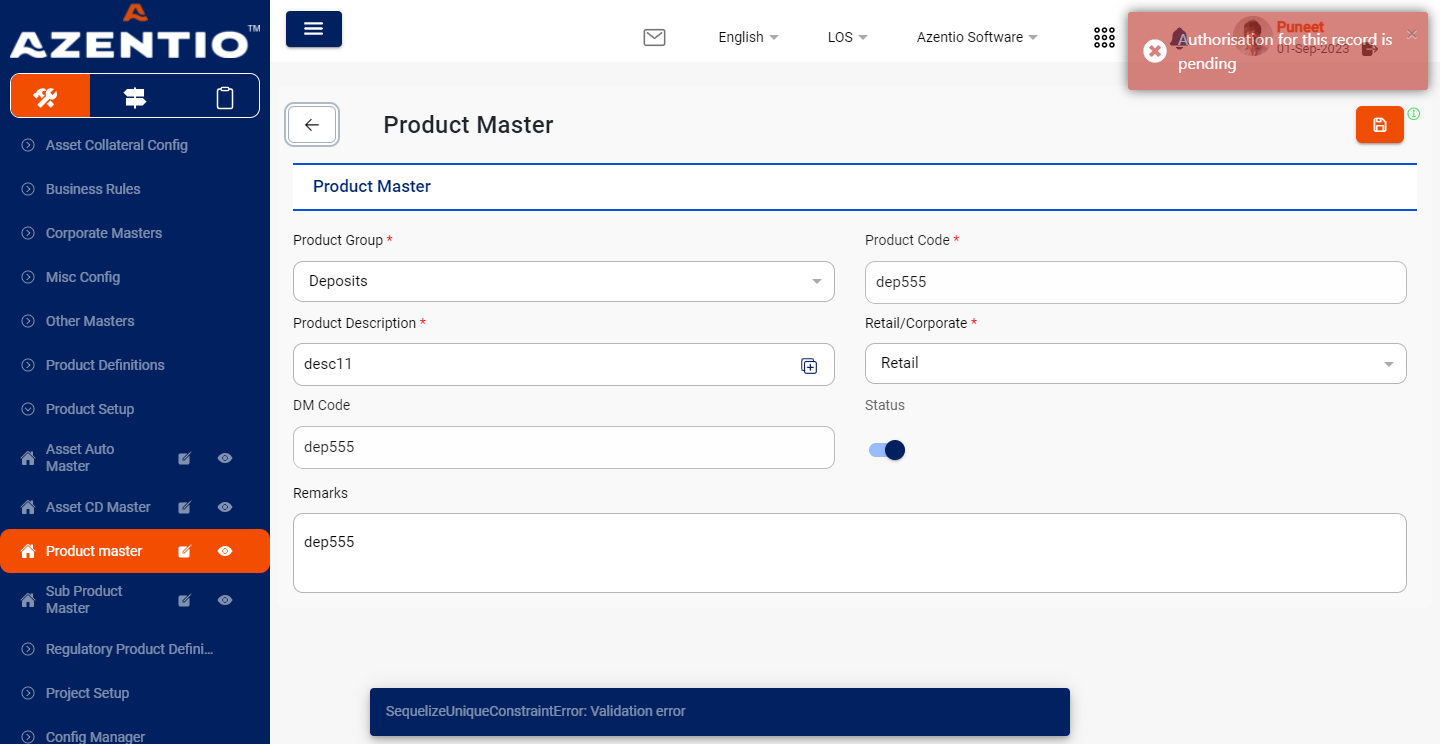 AZENTIO™
Asset Collateral Config
Business Rules
Corporate Masters
Misc Config
Other Masters
Product Definitions
Product Setup
Asset Auto
Master
Asset CD Master
Product master
Sub Product
Master
Regulatory Product Defini...
Project Setup
Config Manager
English
LOS
Azentio Software
Puneet
01-Sep-2023
Authorisation for this record is
pending
×
Product Master
Product Master
Product Group *
Deposits
Product Code *
dep555
Product Description *
desc11
Retail/Corporate *
Retail
DM Code
dep555
Status
Remarks
dep555
SequelizeUniqueConstraintError: Validation error